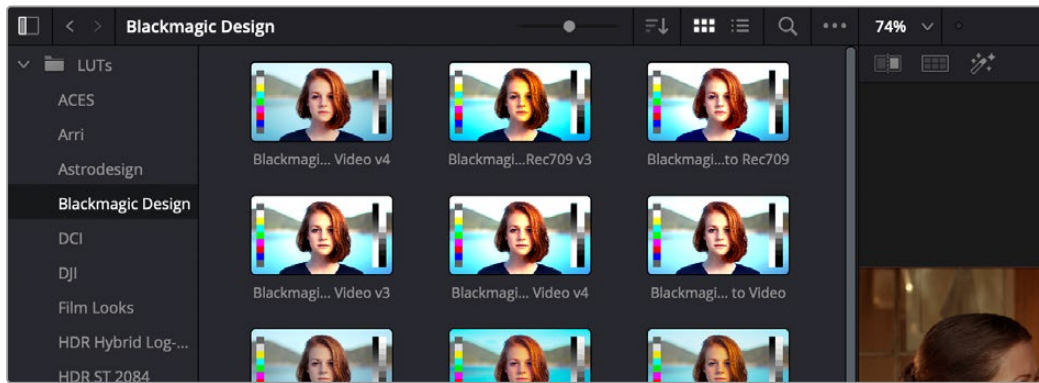 Blackmagic Design
74%
LUTs
ACES
Arri
Astrodesign
Blackmagic Design
DCI
DJI
Film Looks
HDR Hybrid Log-...
HDR ST 2084
Blackmagi... Video v4
Blackmagi...Rec709 v3
Blackmagi...to Rec709
Blackmagi... Video v3
Blackmagi... Video v4
Blackmagi... to Video